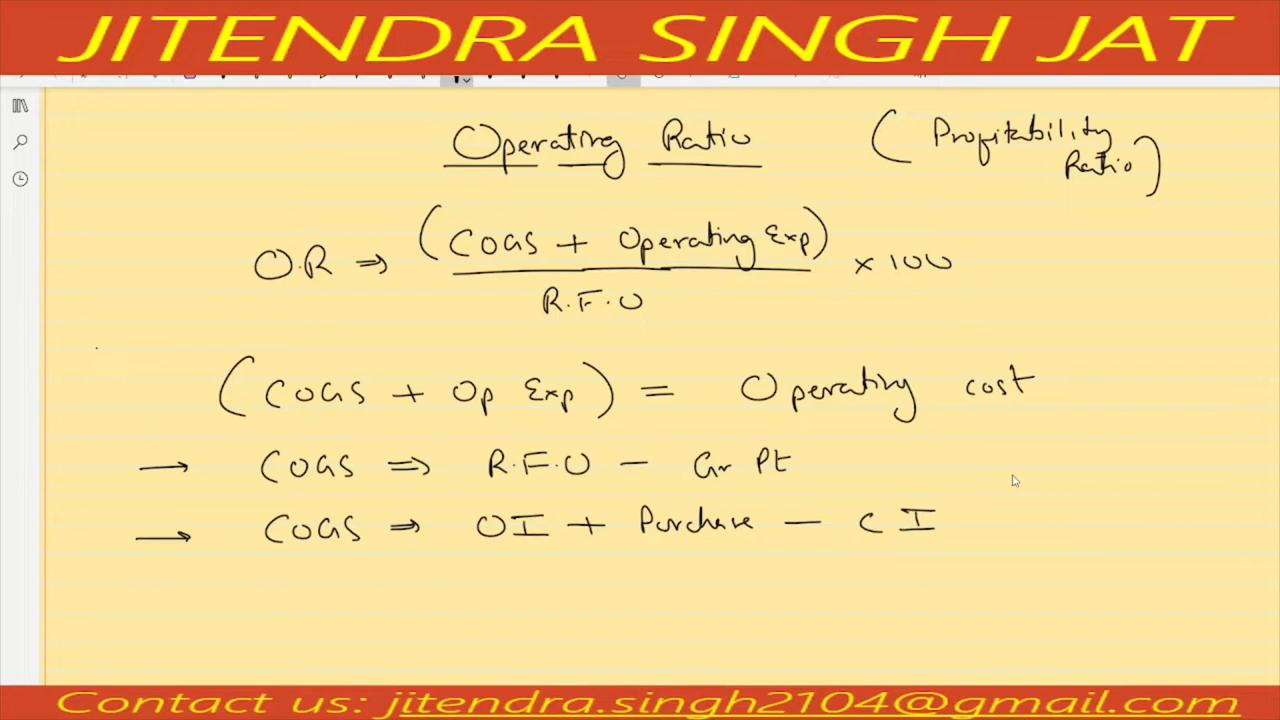 JITENDRA SINGH JAT
Operating Ratio (Profitability Ratio)
O.R ⇒ (COGS + Operating Exp) / R.F.O × 100
(COGS + Op Exp) = Operating cost
→ COGS ⇒ R.F.O — Gr Pt
→ COGS ⇒ OI + Purchase — CI
Contact us: jitendra.singh2104@gmail.com